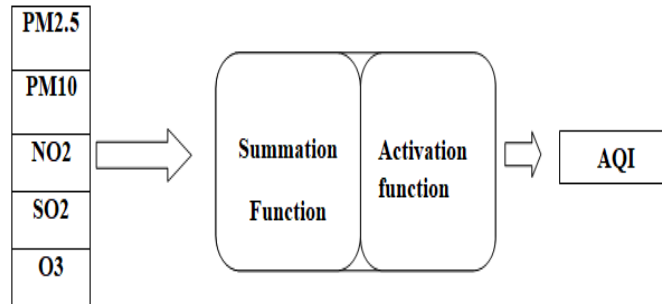 PM2.5
PM10
NO2
SO2
O3
Summation
Function
Activation
function
AQI